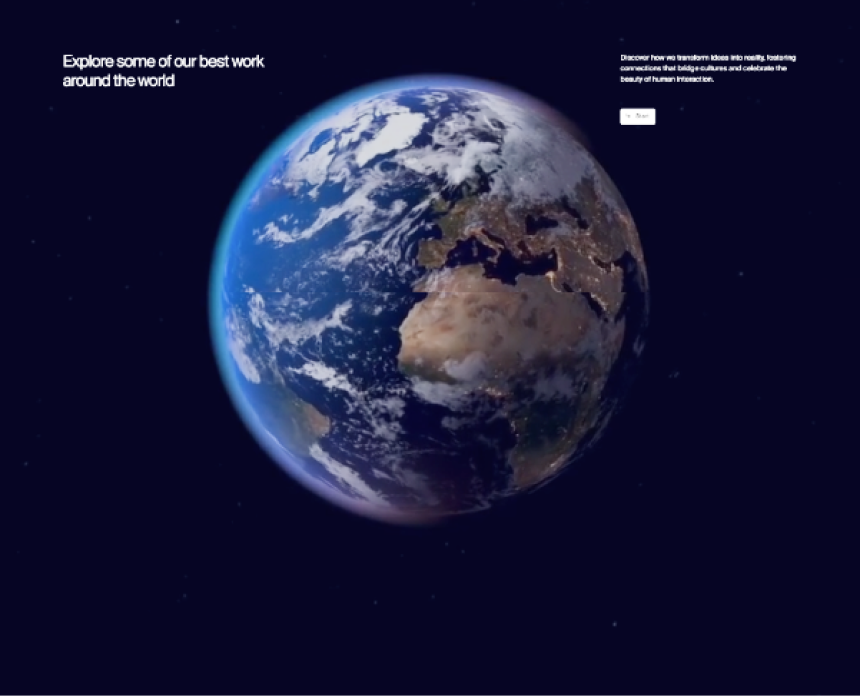 Explore some of our best work
around the world
Discover how we transform ideas into reality, fostering
connections that bridge cultures and celebrate the
beauty of human interaction.